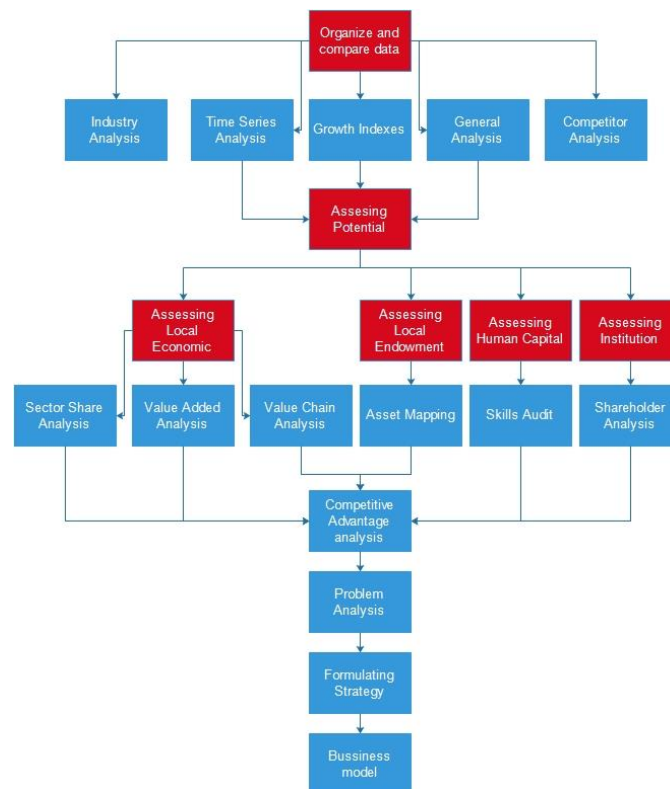 Organize and
compare data
Industry
Analysis
Time Series
Analysis
Growth Indexes
General
Analysis
Competitor
Analysis
Assesing
Potential
Assessing
Local
Economic
Assessing
Local
Endowment
Assessing
Human Capital
Assessing
Institution
Sector Share
Analysis
Value Added
Analysis
Value Chain
Analysis
Asset Mapping
Skills Audit
Shareholder
Analysis
Competitive
Advantage
analysis
Problem
Analysis
Formulating
Strategy
Bussiness
model